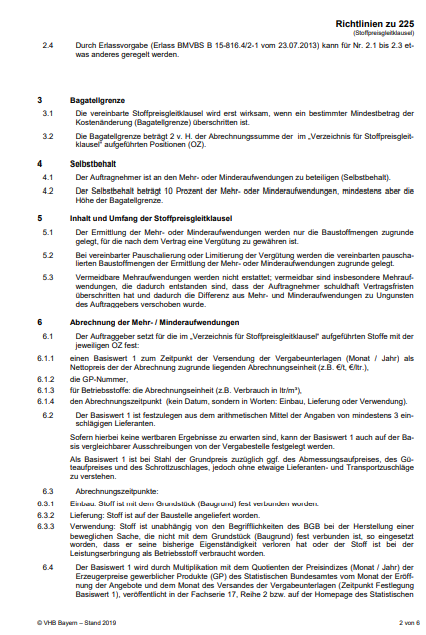 Richtlinien zu 225
(Stoffpreisgleitklausel)
2.4 Durch Erlassvorgabe (Erlass BMVBS B 15-816.4/2-1 vom 23.07.2013) kann für Nr. 2.1 bis 2.3 et-
was anderes geregelt werden.
3 Bagatellgrenze
3.1 Die vereinbarte Stoffpreisgleitklausel wird erst wirksam, wenn ein bestimmter Mindestbetrag der
Kostenänderung (Bagatellgrenze) überschritten ist.
3.2 Die Bagatellgrenze beträgt 2 v. H. der Abrechnungssumme der im „Verzeichnis für Stoffpreisgleit-
klausel" aufgeführten Positionen (OZ).
4 Selbstbehalt
4.1 Der Auftragnehmer ist an den Mehr- oder Minderaufwendungen zu beteiligen (Selbstbehalt).
4.2 Der Selbstbehalt beträgt 10 Prozent der Mehr- oder Minderaufwendungen, mindestens aber die
Höhe der Bagatellgrenze.
5 Inhalt und Umfang der Stoffpreisgleitklausel
5.1 Der Ermittlung der Mehr- oder Minderaufwendungen werden nur die Baustoffmengen zugrunde
gelegt, für die nach dem Vertrag eine Vergütung zu gewähren ist.
5.2 Bei vereinbarter Pauschalierung oder Limitierung der Vergütung werden die vereinbarten pauscha-
lierten Baustoffmengen der Ermittlung der Mehr- oder Minderaufwendungen zugrunde gelegt.
5.3 Vermeidbare Mehraufwendungen werden nicht erstattet; vermeidbar sind insbesondere Mehrauf-
wendungen, die dadurch entstanden sind, dass der Auftragnehmer schuldhaft Vertragsfristen
überschritten hat und dadurch die Differenz aus Mehr- und Minderaufwendungen zu Ungunsten
des Auftraggebers verschoben wurde.
6 Abrechnung der Mehr- / Minderaufwendungen
6.1 Der Auftraggeber setzt für die im „Verzeichnis für Stoffpreisgleitklausel" aufgeführten Stoffe mit der
jeweiligen OZ fest:
6.1.1 einen Basiswert 1 zum Zeitpunkt der Versendung der Vergabeunterlagen (Monat / Jahr) als
Nettopreis der der Abrechnung zugrunde liegenden Abrechnungseinheit (z.B. €/t, €/ltr.),
6.1.2 die GP-Nummer,
6.1.3 für Betriebsstoffe: die Abrechnungseinheit (z.B. Verbrauch in ltr/m³),
6.1.4 den Abrechnungszeitpunkt (kein Datum, sondern in Worten: Einbau, Lieferung oder Verwendung).
6.2 Der Basiswert 1 ist festzulegen aus dem arithmetischen Mittel der Angaben von mindestens 3 ein-
schlägigen Lieferanten.
Sofern hierbei keine wertbaren Ergebnisse zu erwarten sind, kann der Basiswert 1 auch auf der Ba-
sis vergleichbarer Ausschreibungen von der Vergabestelle festgelegt werden.
Als Basiswert 1 ist bei Stahl der Grundpreis zuzüglich ggf. des Abmessungsaufpreises, des Gü-
teaufpreises und des Schrottzuschlages, jedoch ohne etwaige Lieferanten- und Transportzuschläge
zu verstehen.
6.3 Abrechnungszeitpunkte:
6.3.1 Einbau: Stoff ist mit dem Grundstück (Baugrund) fest verbunden worden.
6.3.2 Lieferung: Stoff ist auf der Baustelle angeliefert worden.
6.3.3 Verwendung: Stoff ist unabhängig von den Begrifflichkeiten des BGB bei der Herstellung einer
beweglichen Sache, die nicht mit dem Grundstück (Baugrund) fest verbunden ist, so eingesetzt
worden, dass er seine bisherige Eigenständigkeit verloren hat oder der Stoff ist bei der
Leistungserbringung als Betriebsstoff verbraucht worden.
6.4 Der Basiswert 1 wird durch Multiplikation mit dem Quotienten der Preisindizes (Monat / Jahr) der
Erzeugerpreise gewerblicher Produkte (GP) des Statistischen Bundesamtes vom Monat der Eröff-
nung der Angebote und dem Monat des Versandes der Vergabeunterlagen (Zeitpunkt Festlegung
Basiswert 1), veröffentlicht in der Fachserie 17, Reihe 2 bzw. auf der Homepage des Statistischen
© VHB Bayern – Stand 2019 2 von 6